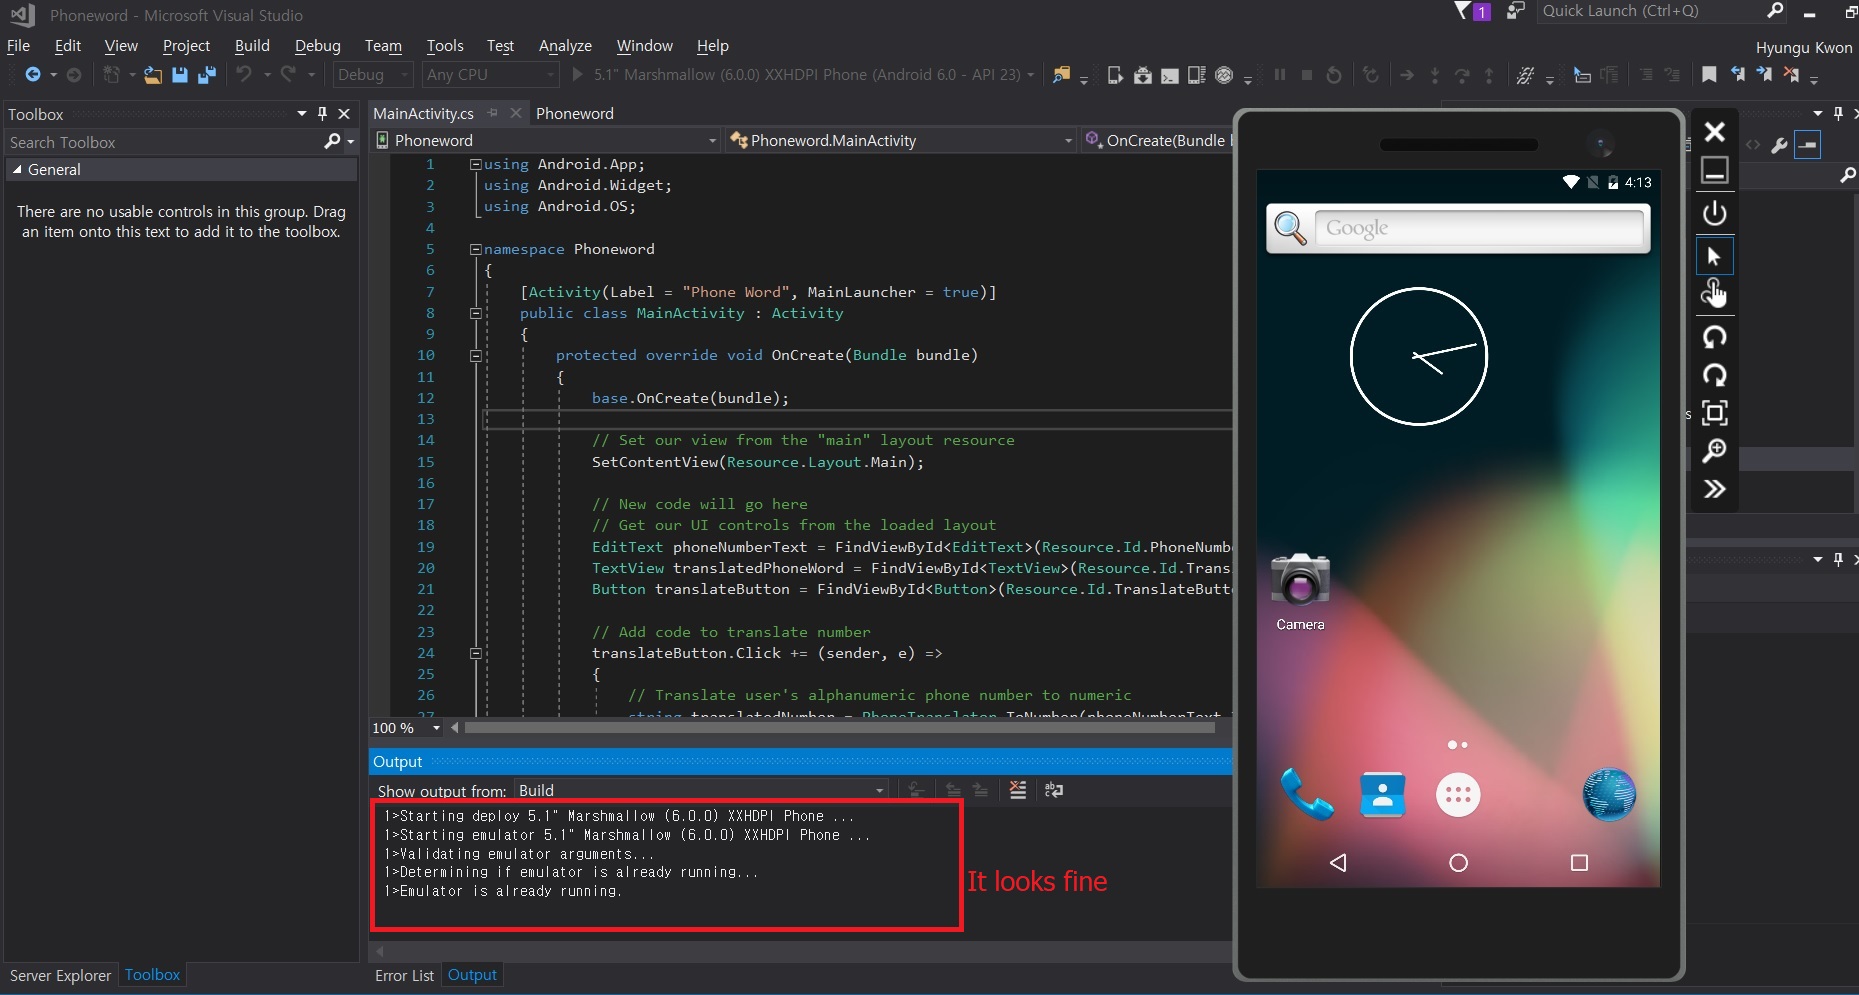 Phoneword - Microsoft Visual Studio
1
Quick Launch (Ctrl+Q)
File Edit View Project Build Debug Team Tools Test Analyze Window Help
Hyungu Kwon
Debug
Any CPU
5.1" Marshmallow (6.0.0) XXHDPI Phone (Android 6.0 - API 23)
Toolbox
Search Toolbox
General
There are no usable controls in this group. Drag
an item onto this text to add it to the toolbox.
Server Explorer Toolbox
MainActivity.cs Phoneword
Phoneword Phoneword.MainActivity OnCreate(Bundle
1 using Android.App;
2 using Android.Widget;
3 using Android.OS;
4
5 namespace Phoneword
6 {
7 [Activity(Label = "Phone Word", MainLauncher = true)]
8 public class MainActivity : Activity
9 {
10 protected override void OnCreate(Bundle bundle)
11 {
12 base.OnCreate(bundle);
13
14 // Set our view from the "main" layout resource
15 SetContentView(Resource.Layout.Main);
16
17 // New code will go here
18 // Get our UI controls from the loaded layout
19 EditText phoneNumberText = FindViewById<EditText>(Resource.Id.PhoneNumbe
20 TextView translatedPhoneWord = FindViewById<TextView>(Resource.Id.Transl
21 Button translateButton = FindViewById<Button>(Resource.Id.TranslateButto
22
23 // Add code to translate number
24 translateButton.Click += (sender, e) =>
25 {
26 // Translate user's alphanumeric phone number to numeric
27 string translatedNumber = PhoneTranslator.ToNumber(phoneNumberText.
100 %
Output
Show output from: Build
1>Starting deploy 5.1" Marshmallow (6.0.0) XXHDPI Phone ...
1>Starting emulator 5.1" Marshmallow (6.0.0) XXHDPI Phone ...
1>Validating emulator arguments...
1>Determining if emulator is already running...
1>Emulator is already running.
It looks fine
Error List Output
4:13
Google
Camera